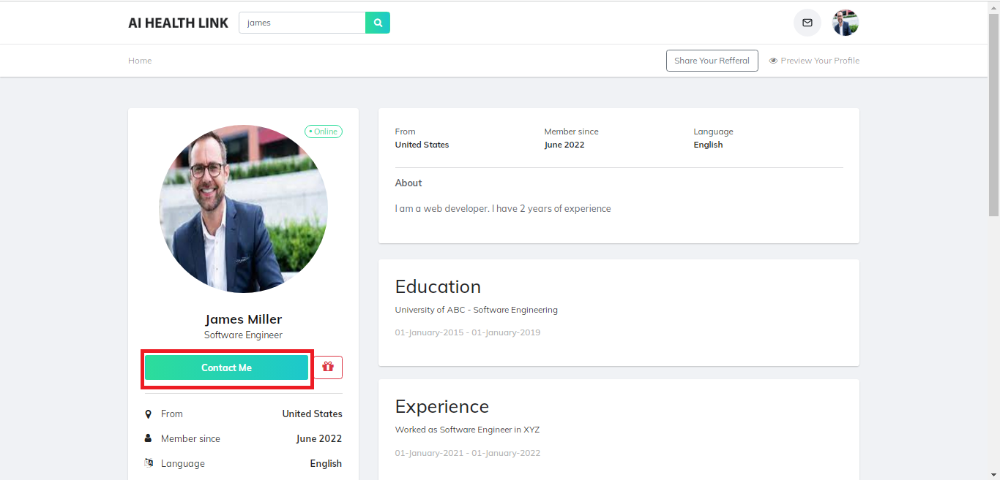 AI HEALTH LINK
james
Home
Share Your Refferal
Preview Your Profile
Online
James Miller
Software Engineer
Contact Me
From United States
Member since June 2022
Language English
From
United States
Member since
June 2022
Language
English
About
I am a web developer. I have 2 years of experience
Education
University of ABC - Software Engineering
01-January-2015 - 01-January-2019
Experience
Worked as Software Engineer in XYZ
01-January-2021 - 01-January-2022